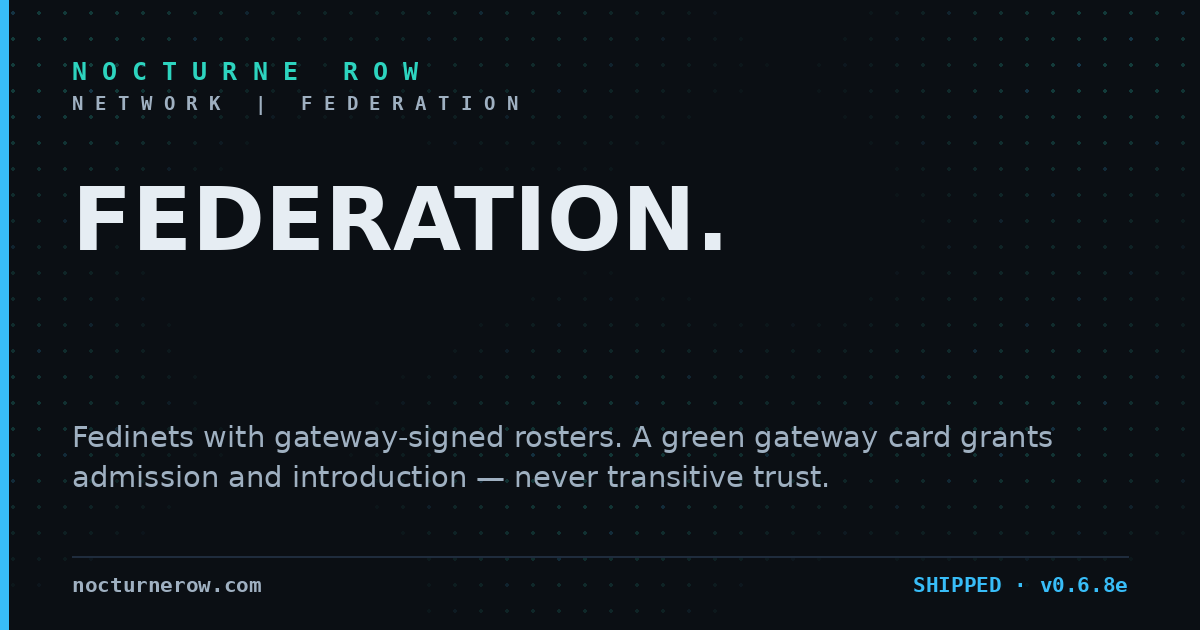 NOCTURNE ROW
NETWORK | FEDERATION
FEDERATION.
Fedinets with gateway-signed rosters. A green gateway card grants
admission and introduction — never transitive trust.
nocturnerow.com
SHIPPED · v0.6.8e